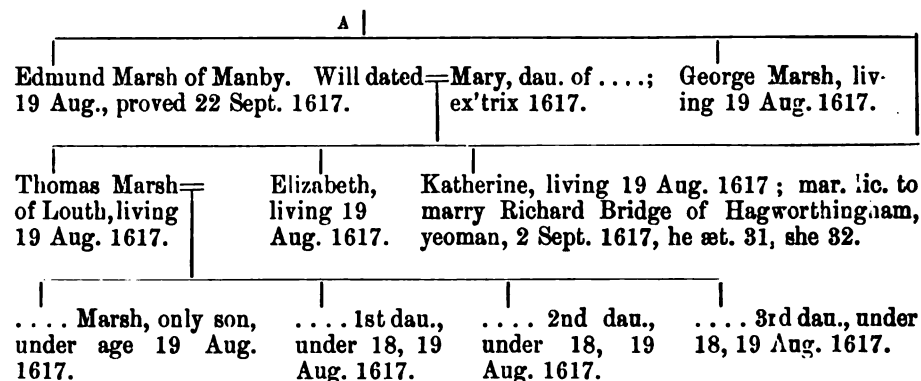 A
Edmund Marsh of Manby. Will dated
19 Aug., proved 22 Sept. 1617.
Mary, dau. of . . . .;
ex'trix 1617.
George Marsh, liv-
ing 19 Aug. 1617.
Thomas Marsh
of Louth, living
19 Aug. 1617.
Elizabeth,
living 19
Aug. 1617.
Katherine, living 19 Aug. 1617 ; mar. lic. to
marry Richard Bridge of Hagworthingham,
yeoman, 2 Sept. 1617, he æt. 31, she 32.
. . . . Marsh, only son,
under age 19 Aug.
1617.
. . . . 1st dau.,
under 18, 19
Aug. 1617.
. . . . 2nd dau.,
under 18, 19
Aug. 1617.
. . . . 3rd dau., under
18, 19 Aug. 1617.